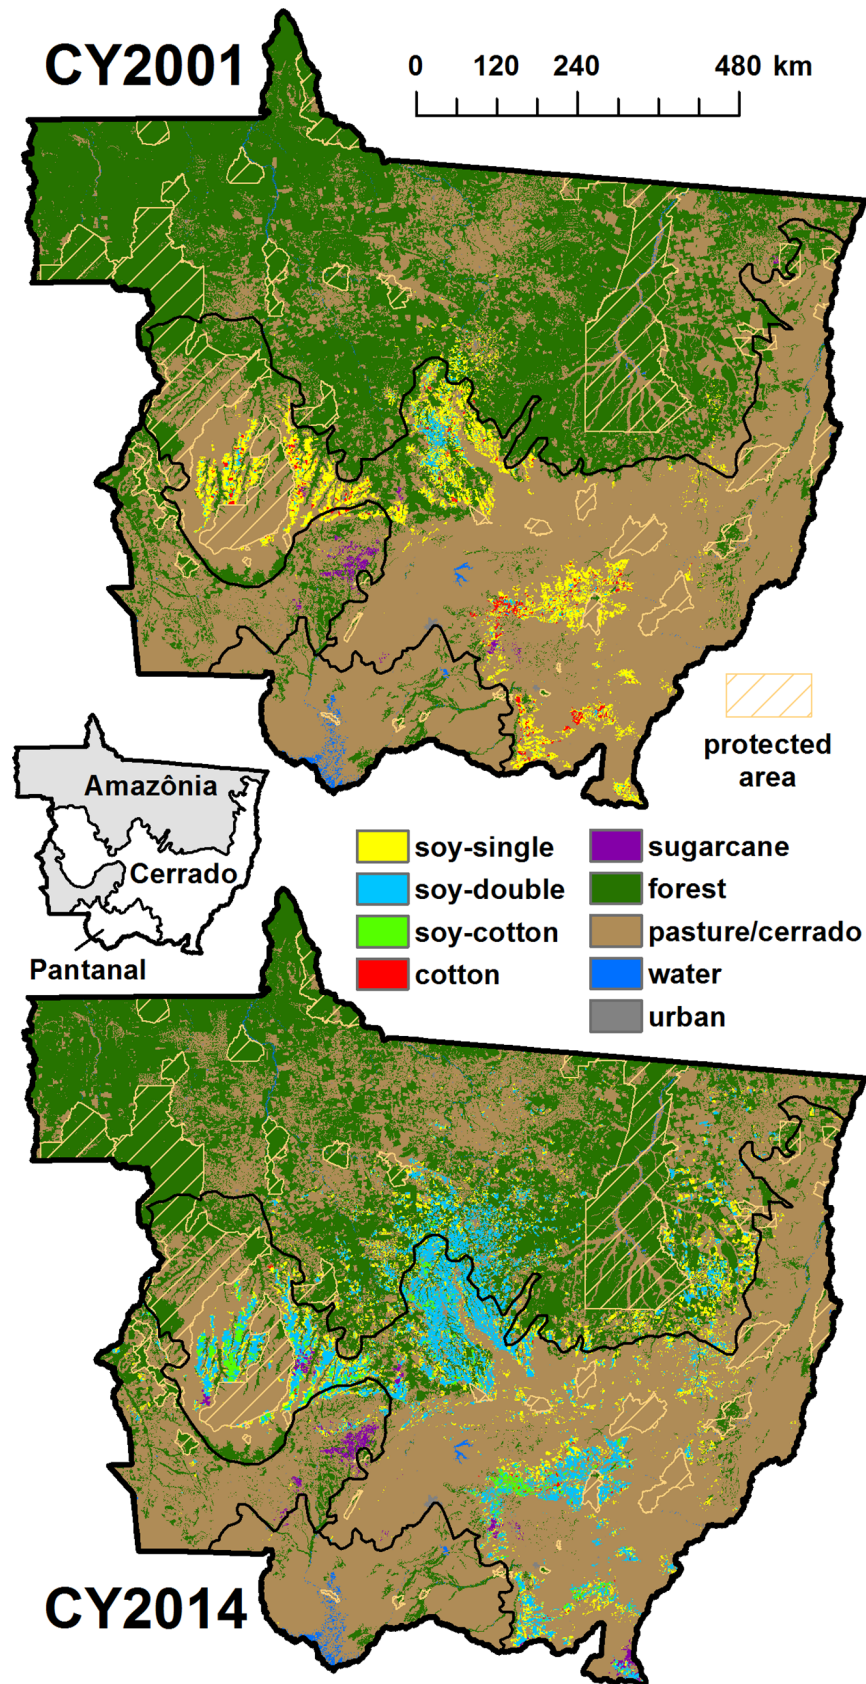 CY2001
0 120 240 480 km
protected
area
Amazônia
Cerrado
Pantanal
soy-single
soy-double
soy-cotton
cotton
sugarcane
forest
pasture/cerrado
water
urban
CY2014